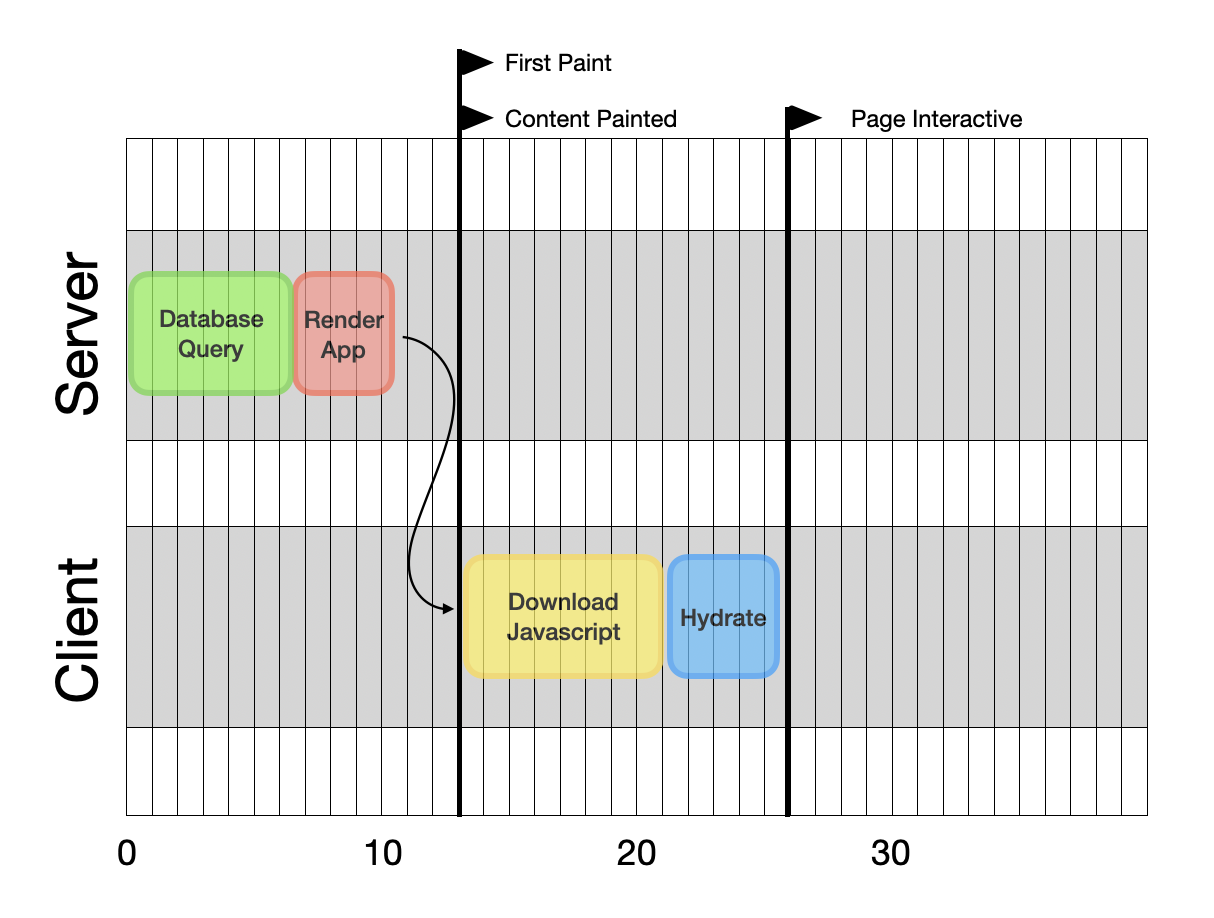 First Paint
Content Painted
Page Interactive
Server
Database
Query
Render
App
Client
Download
Javascript
Hydrate
0
10
20
30